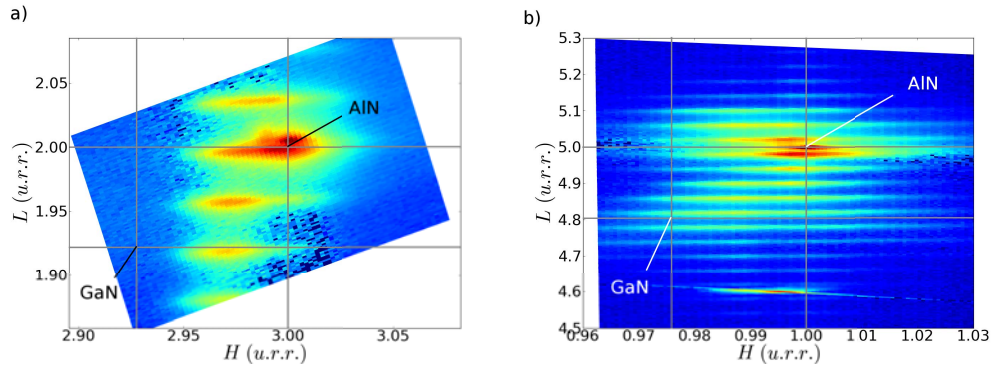 a)
2.05
2.00
1.95
1.90
L (u.r.r.)
AlN
GaN
2.90 2.95 3.00 3.05
H (u.r.r.)
b)
5.3
5.2
5.1
5.0
4.9
4.8
4.7
4.6
4.5
L (u.r.r.)
AlN
GaN
0.96 0.97 0.98 0.99 1.00 1 01 1.02 1.03
H (u.r.r.)